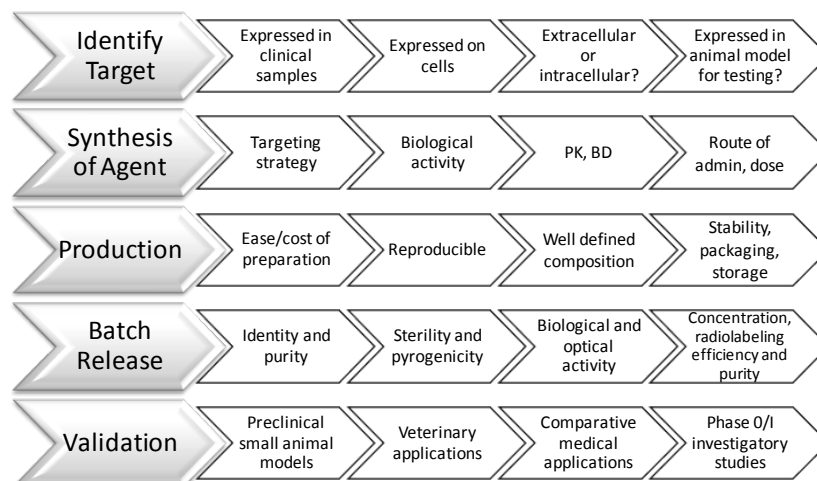 Identify
Target
Expressed in
clinical
samples
Expressed on
cells
Extracellular
or
intracellular?
Expressed in
animal model
for testing?
Synthesis
of Agent
Targeting
strategy
Biological
activity
PK, BD
Route of
admin, dose
Production
Ease/cost of
preparation
Reproducible
Well defined
composition
Stability,
packaging,
storage
Batch
Release
Identity and
purity
Sterility and
pyrogenicity
Biological and
optical
activity
Concentration,
radiolabeling
efficiency and
purity
Validation
Preclinical
small animal
models
Veterinary
applications
Comparative
medical
applications
Phase 0/I
investigatory
studies